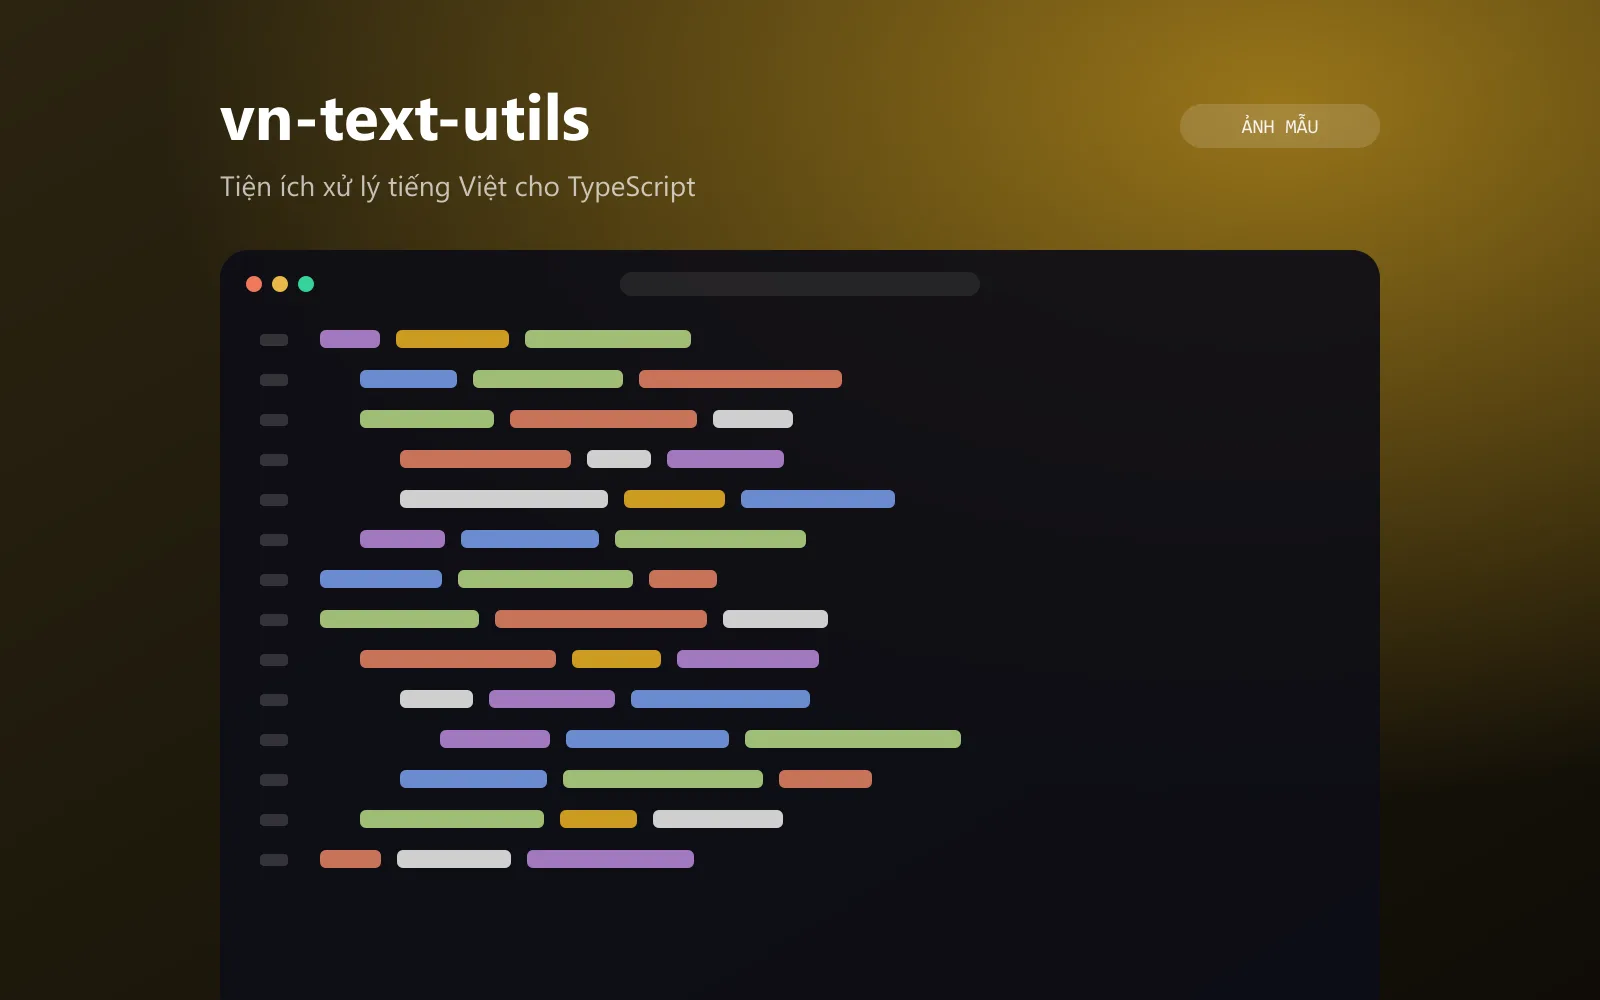 vn-text-utils
ẢNH MẪU
Tiện ích xử lý tiếng Việt cho TypeScript